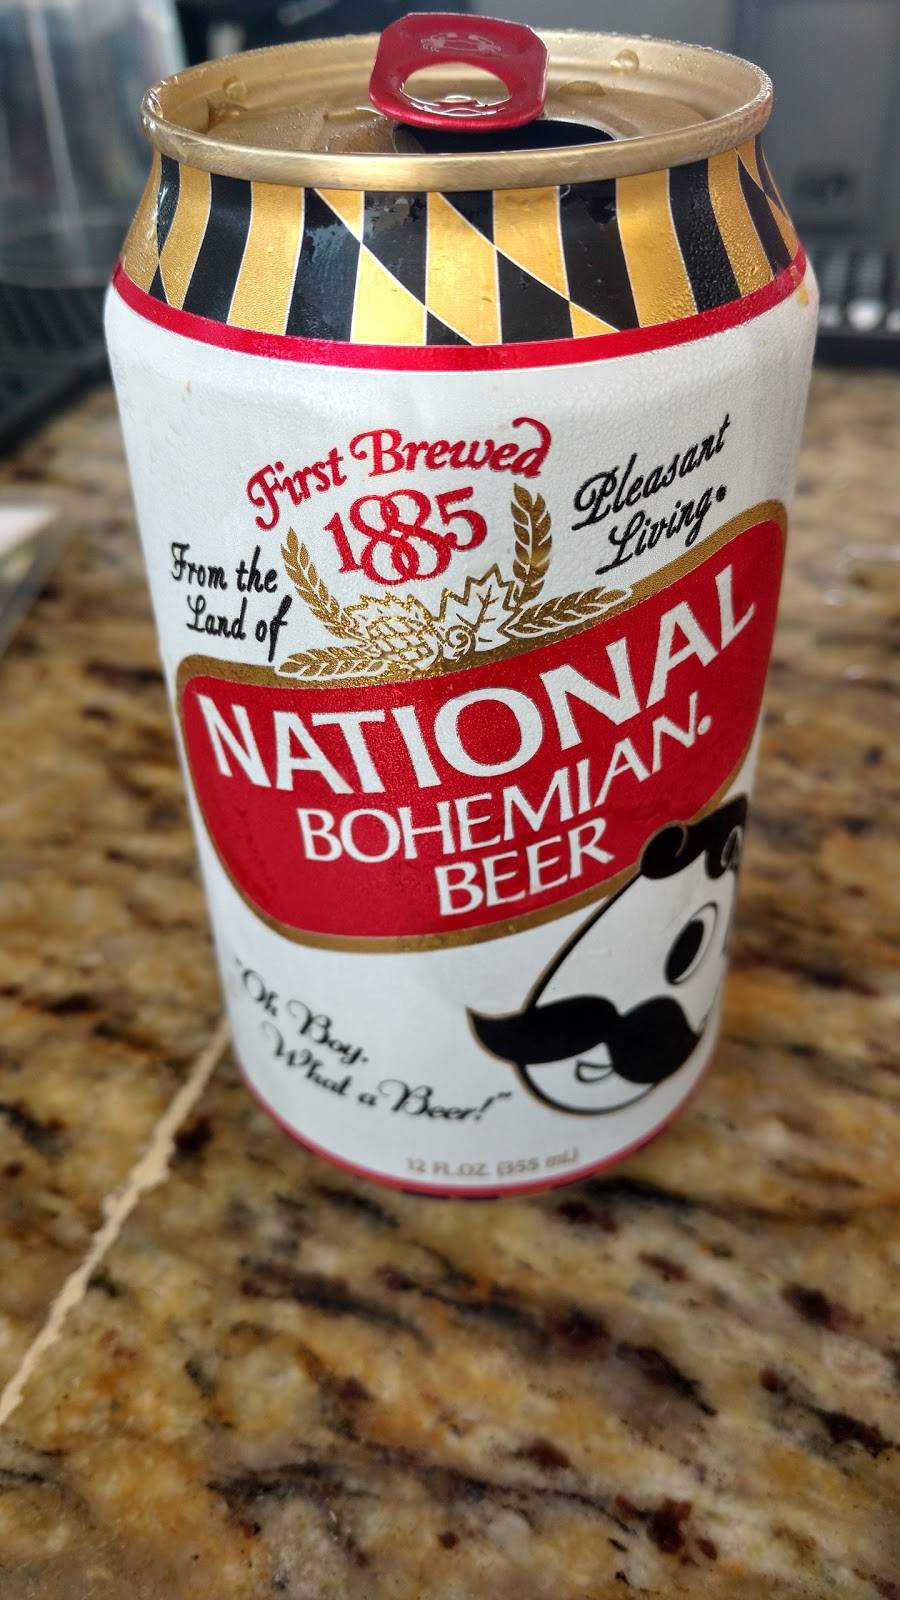 First Brewed
1885
From the
Land of
Pleasant
Living®
NATIONAL
BOHEMIAN®
BEER
"Oh Boy,
What a Beer!"
12 FL.OZ. (355 mL)